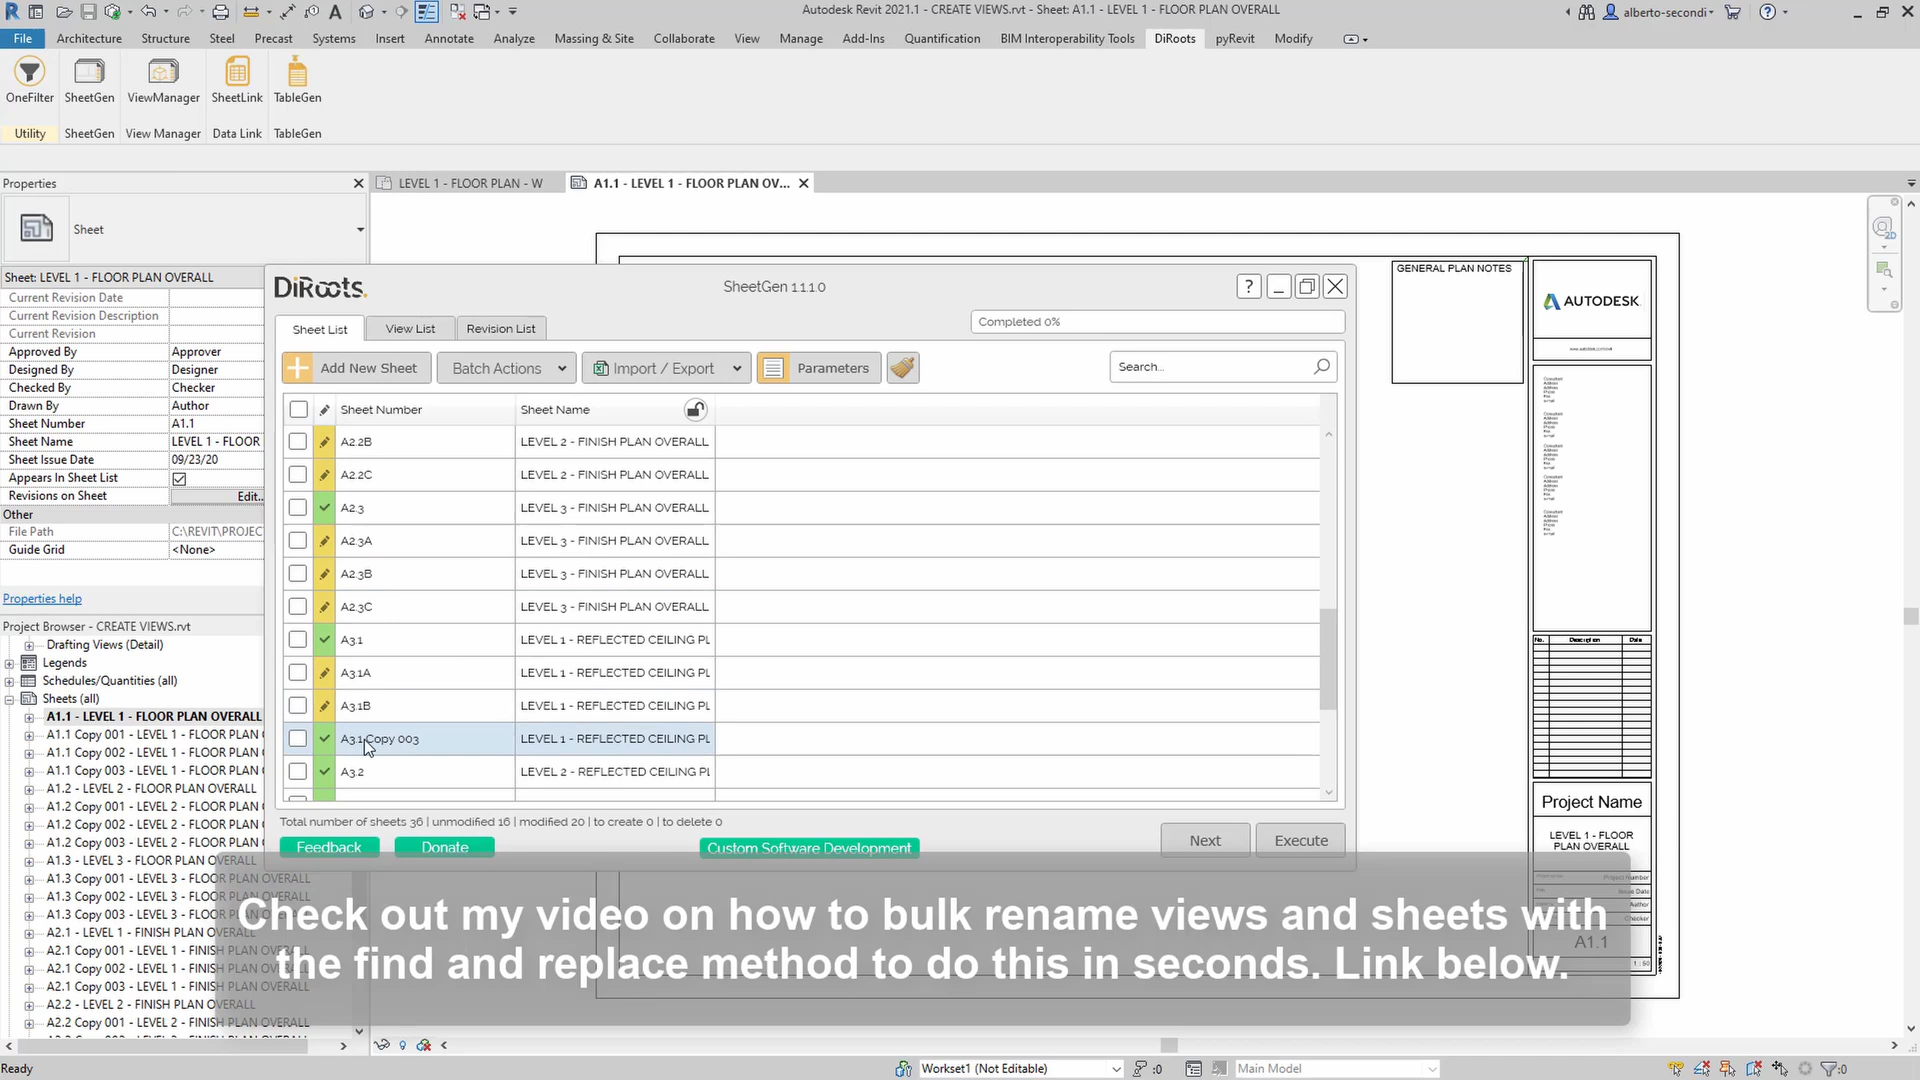 Autodesk Revit 2021.1 - CREATE VIEWS.rvt - Sheet: A1.1 - LEVEL 1 - FLOOR PLAN OVERALL
alberto-secondi
File Architecture Structure Steel Precast Systems Insert Annotate Analyze Massing & Site Collaborate View Manage Add-Ins Quantification BIM Interoperability Tools DiRoots pyRevit Modify
OneFilter SheetGen ViewManager SheetLink TableGen
Utility SheetGen View Manager Data Link TableGen
Properties
LEVEL 1 - FLOOR PLAN - W
A1.1 - LEVEL 1 - FLOOR PLAN OV...
Sheet
Sheet: LEVEL 1 - FLOOR PLAN OVERALL
Current Revision Date
Current Revision Description
Current Revision
Approved By Approver
Designed By Designer
Checked By Checker
Drawn By Author
Sheet Number A1.1
Sheet Name LEVEL 1 - FLOOR
Sheet Issue Date 09/23/20
Appears In Sheet List
Revisions on Sheet Edit..
Other
File Path C:\REVIT\PROJEC
Guide Grid <None>
Properties help
Project Browser - CREATE VIEWS.rvt
Drafting Views (Detail)
Legends
Schedules/Quantities (all)
Sheets (all)
A1.1 - LEVEL 1 - FLOOR PLAN OVERALL
A1.1 Copy 001 - LEVEL 1 - FLOOR PL
A1.1 Copy 002 - LEVEL 1 - FLOOR PL
A1.1 Copy 003 - LEVEL 1 - FLOOR PL
A1.2 - LEVEL 2 - FLOOR PLAN OVERALL
A1.2 Copy 001 - LEVEL 2 - FLOOR PL
A1.2 Copy 002 - LEVEL 2 - FLOOR PL
A1.2 Copy 003 - LEVEL 2 - FLOOR PL
A1.3 - LEVEL 3 - FLOOR PLAN OVERALL
A1.3 Copy 001 - LEVEL 3 - FLOOR PLAN OVERALL
A1.3 Copy 002 - LEVEL 3 - FLOOR PLAN OVERALL
A1.3 Copy 003 - LEVEL 3 - FLOOR PLAN OVERALL
A2.1 - LEVEL 1 - FINISH PLAN OVERALL
A2.1 Copy 001 - LEVEL 1 - FINISH PLAN OVERALL
A2.1 Copy 002 - LEVEL 1 - FINISH PLAN OVERALL
A2.1 Copy 003 - LEVEL 1 - FINISH PLAN OVERALL
A2.2 - LEVEL 2 - FINISH PLAN OVERALL
A2.2 Copy 001 - LEVEL 2 - FINISH PLAN OVERALL
DiRoots.
SheetGen 1.1.1.0
?
Sheet List View List Revision List
Completed 0%
Add New Sheet Batch Actions Import / Export Parameters Search...
Sheet Number Sheet Name
A2.2B LEVEL 2 - FINISH PLAN OVERALL
A2.2C LEVEL 2 - FINISH PLAN OVERALL
A2.3 LEVEL 3 - FINISH PLAN OVERALL
A2.3A LEVEL 3 - FINISH PLAN OVERALL
A2.3B LEVEL 3 - FINISH PLAN OVERALL
A2.3C LEVEL 3 - FINISH PLAN OVERALL
A3.1 LEVEL 1 - REFLECTED CEILING PL
A3.1A LEVEL 1 - REFLECTED CEILING PL
A3.1B LEVEL 1 - REFLECTED CEILING PL
A3.1 Copy 003 LEVEL 1 - REFLECTED CEILING PL
A3.2 LEVEL 2 - REFLECTED CEILING PL
Total number of sheets 36 | unmodified 16 | modified 20 | to create 0 | to delete 0
Feedback Donate Custom Software Development Next Execute
GENERAL PLAN NOTES
AUTODESK
No. Description Date
Project Name
LEVEL 1 - FLOOR
PLAN OVERALL
Project Number
Issue Date
Author
Checker
A1.1
1 : 50
2D
Check out my video on how to bulk rename views and sheets with
the find and replace method to do this in seconds. Link below.
Ready
Workset1 (Not Editable)
:0
Main Model
:0